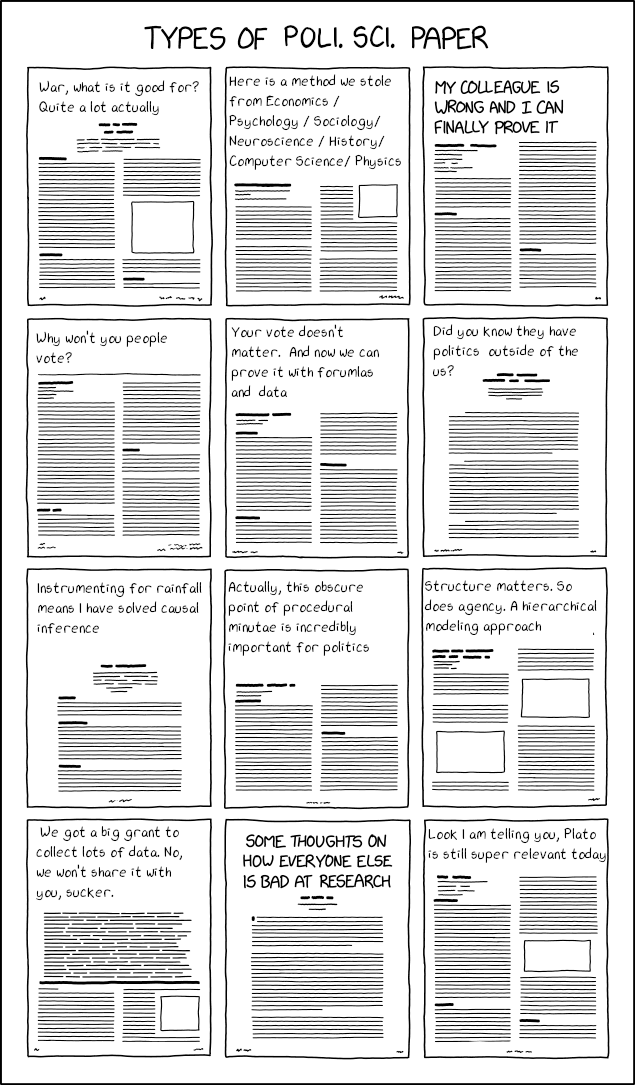 TYPES OF POLI. SCI. PAPER
War, what is it good for?
Quite a lot actually
Here is a method we stole
from Economics /
Psychology / Sociology/
Neuroscience / History/
Computer Science/ Physics
MY COLLEAGUE IS
WRONG AND I CAN
FINALLY PROVE IT
Why won't you people
vote?
Your vote doesn't
matter. And now we can
prove it with forumlas
and data
Did you know they have
politics outside of the
us?
Instrumenting for rainfall
means I have solved causal
inference
Actually, this obscure
point of procedural
minutae is incredibly
important for politics
Structure matters. So
does agency. A hierarchical
modeling approach
We got a big grant to
collect lots of data. No,
we won't share it with
you, sucker.
SOME THOUGHTS ON
HOW EVERYONE ELSE
IS BAD AT RESEARCH
Look I am telling you, Plato
is still super relevant today